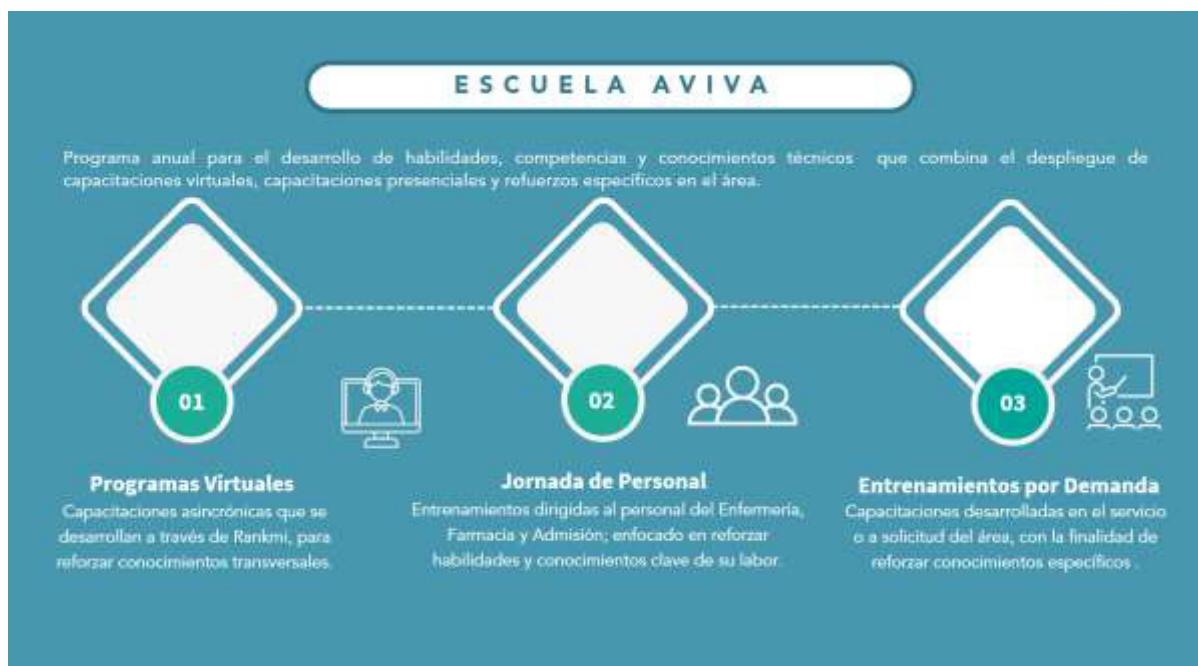 ESCUELA AVIVA
Programa anual para el desarrollo de habilidades, competencias y conocimientos técnicos que combina el despliegue de
capacitaciones virtuales, capacitaciones presenciales y refuerzos específicos en el área.
01
02
03
Programas Virtuales
Capacitaciones asincrónicas que se
desarrollan a través de Rankmi, para
reforzar conocimientos transversales.
Jornada de Personal
Entrenamientos dirigidas al personal del Enfermería,
Farmacia y Admisión; enfocado en reforzar
habilidades y conocimientos clave de su labor.
Entrenamientos por Demanda
Capacitaciones desarrolladas en el servicio
o a solicitud del área, con la finalidad de
reforzar conocimientos específicos .